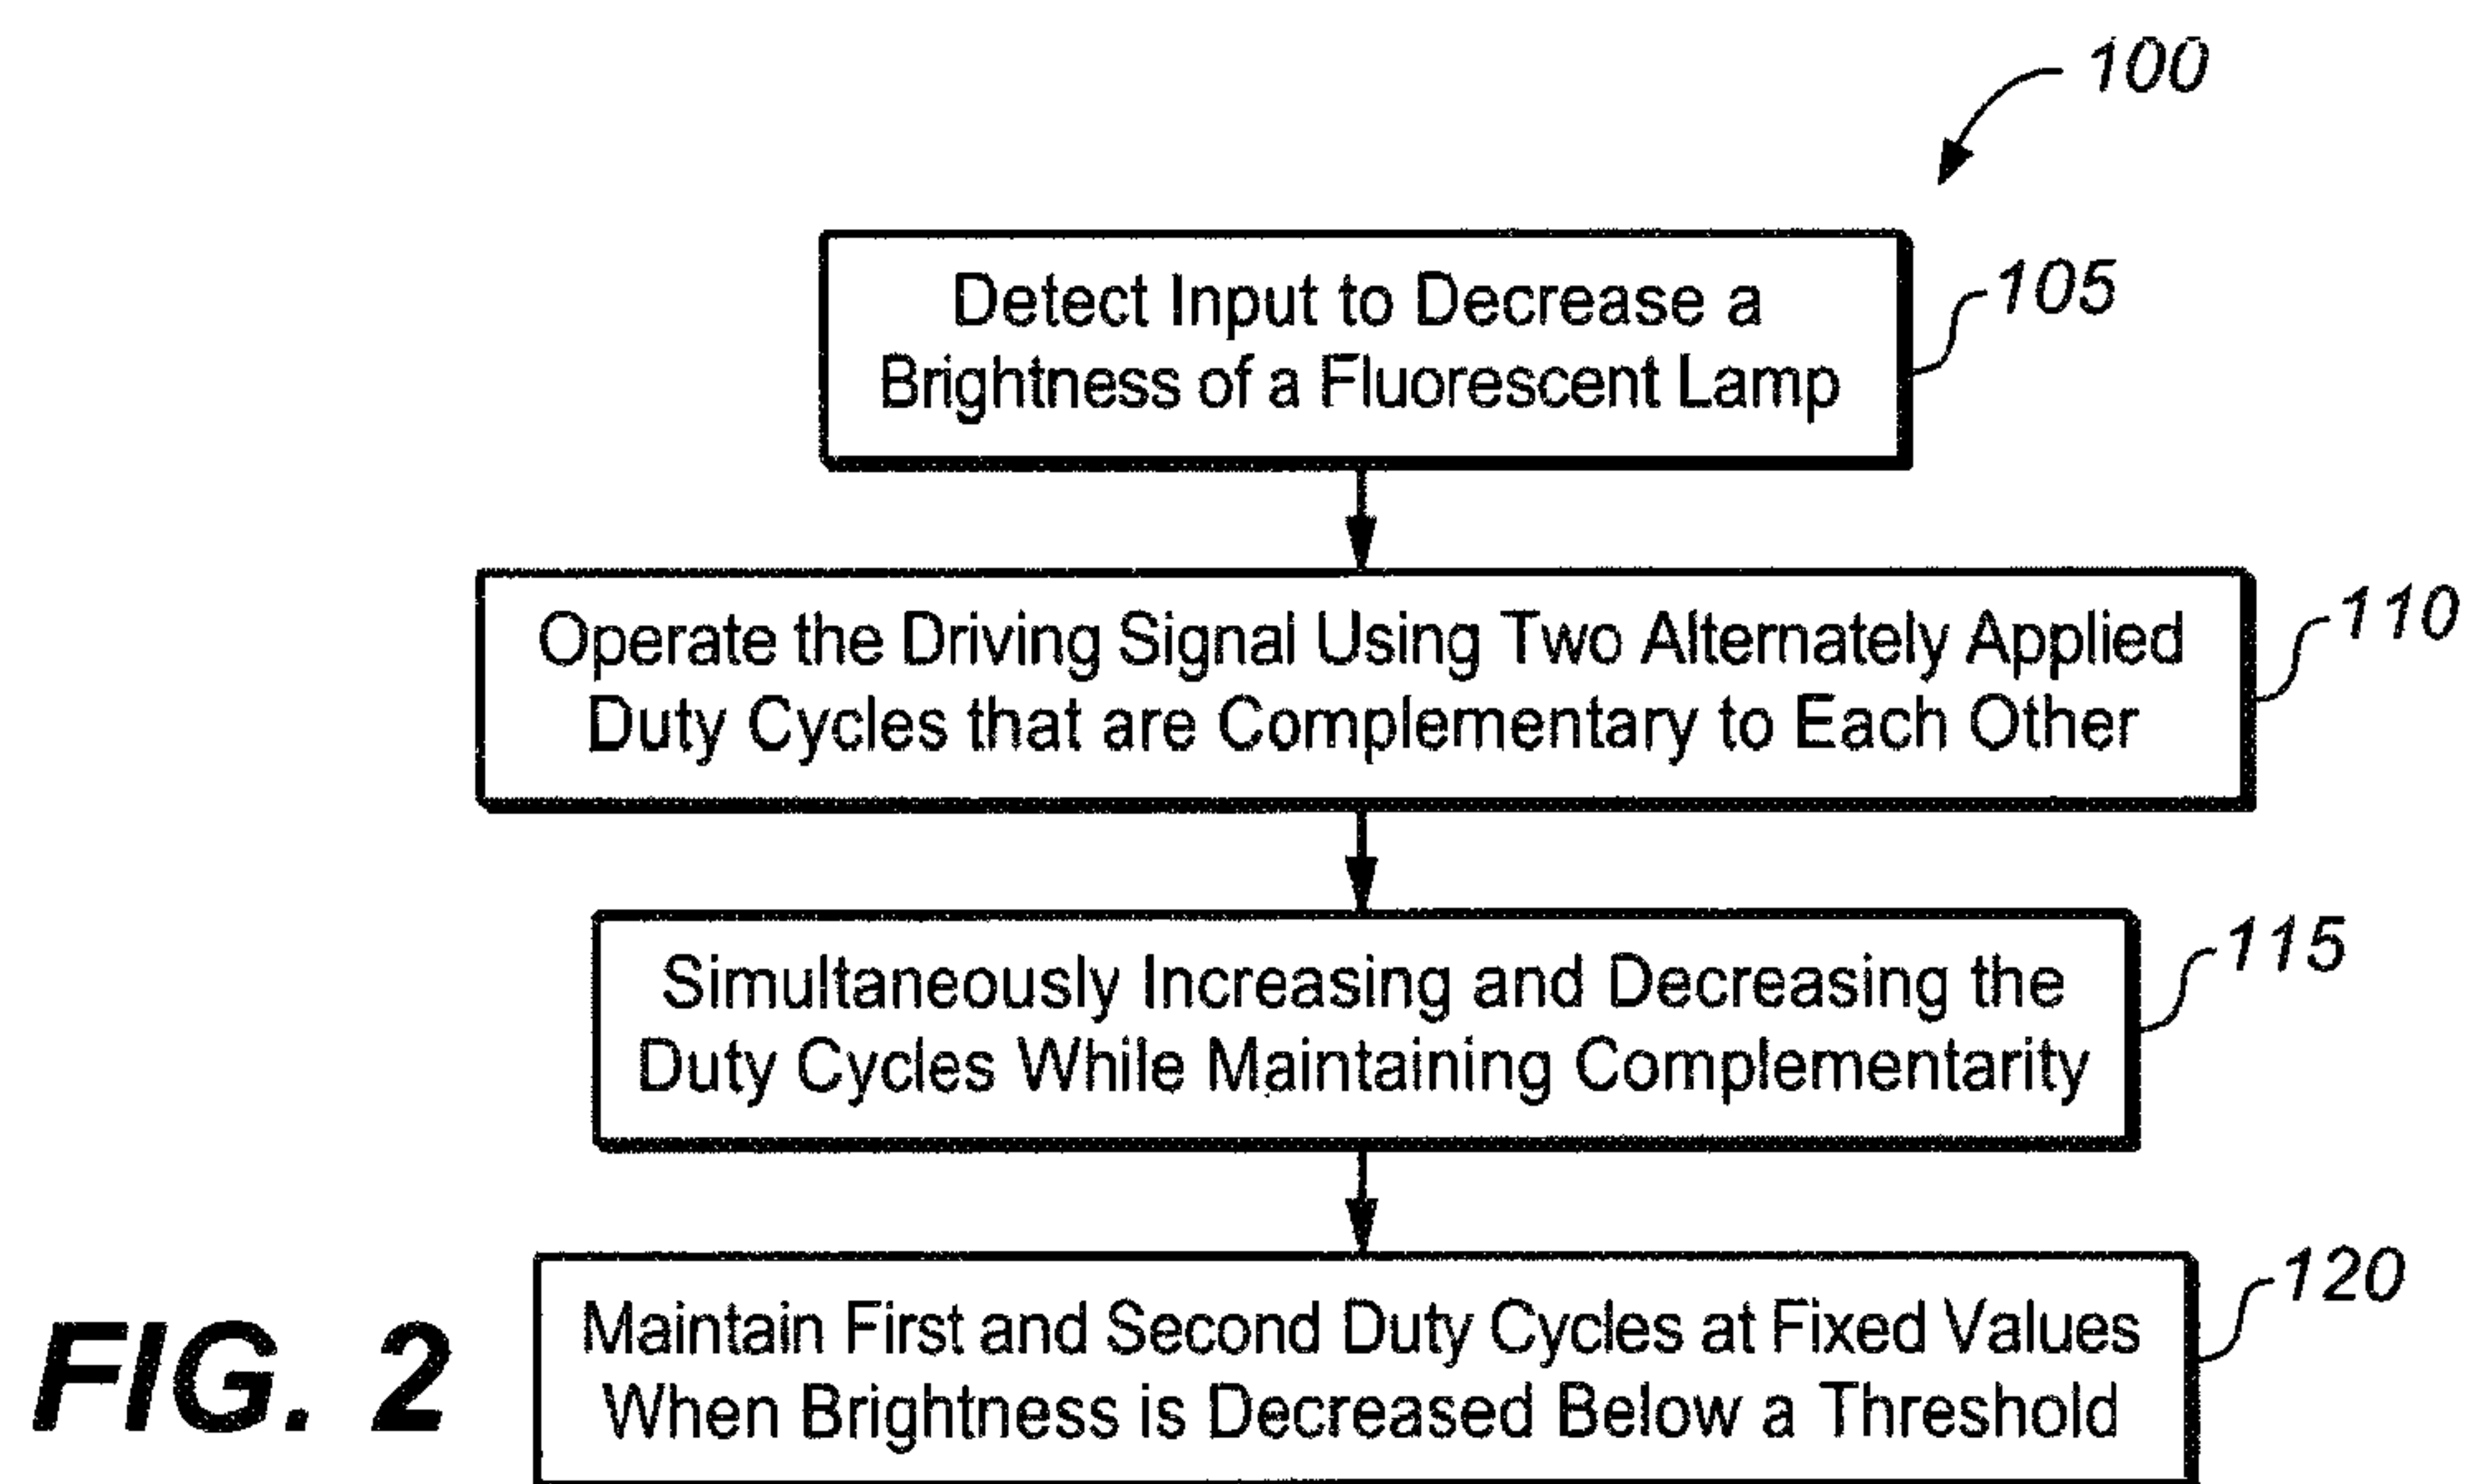 100
Detect Input to Decrease a
Brightness of a Fluorescent Lamp
105
Operate the Driving Signal Using Two Alternately Applied
Duty Cycles that are Complementary to Each Other
110
Simultaneously Increasing and Decreasing the
Duty Cycles While Maintaining Complementarity
115
Maintain First and Second Duty Cycles at Fixed Values
When Brightness is Decreased Below a Threshold
120
FIG. 2